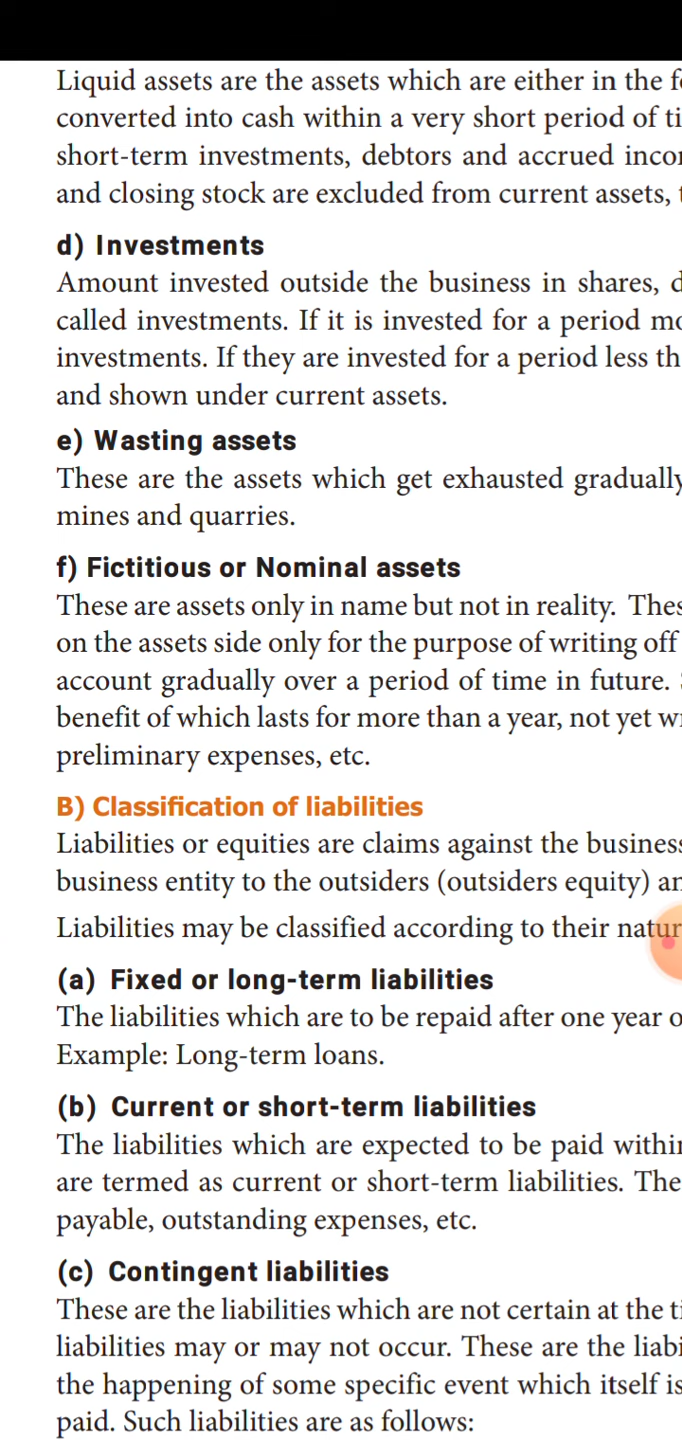 Liquid assets are the assets which are either in the
converted into cash within a very short period of
short-term investments, debtors and accrued
and closing stock are excluded from current assets,
d) Investments
Amount invested outside the business in shares,
called investments. If it is invested for a period
investments. If they are invested for a period less
and shown under current assets.
e) Wasting assets
These are the assets which get exhausted gradually
mines and quarries.
f) Fictitious or Nominal assets
These are assets only in name but not in reality.
on the assets side only for the purpose of writing off
account gradually over a period of time in future.
benefit of which lasts for more than a year, not yet
preliminary expenses, etc.
B) Classification of liabilities
Liabilities or equities are claims against the
business entity to the outsiders (outsiders equity)
Liabilities may be classified according to their
(a) Fixed or long-term liabilities
The liabilities which are to be repaid after one year
Example: Long-term loans.
(b) Current or short-term liabilities
The liabilities which are expected to be paid
are termed as current or short-term liabilities.
payable, outstanding expenses, etc.
(c) Contingent liabilities
These are the liabilities which are not certain at the
liabilities may or may not occur. These are the
the happening of some specific event which itself is
paid. Such liabilities are as follows: